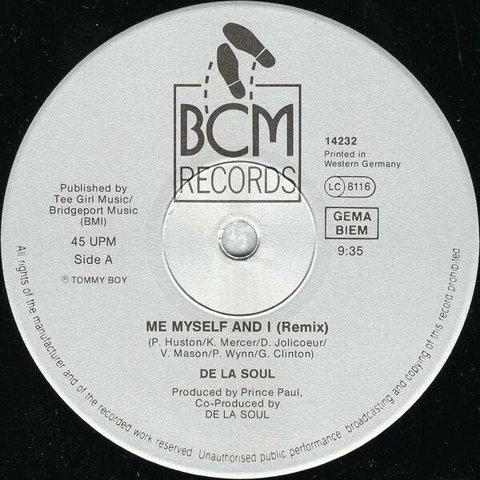 BCM
RECORDS
14232
Printed in
Western Germany
LC 8116
GEMA
BIEM
9:35
Published by
Tee Girl Music/
Bridgeport Music
(BMI)
45 UPM
Side A
℗ TOMMY BOY
ME MYSELF AND I (Remix)
(P. Huston/K. Mercer/D. Jolicoeur/
V. Mason/P. Wynn/G. Clinton)
DE LA SOUL
Produced by Prince Paul,
Co-Produced by
DE LA SOUL
All rights of the manufacturer and of the recorded work reserved. Unauthorised public performance, broadcasting and copying of this record prohibited